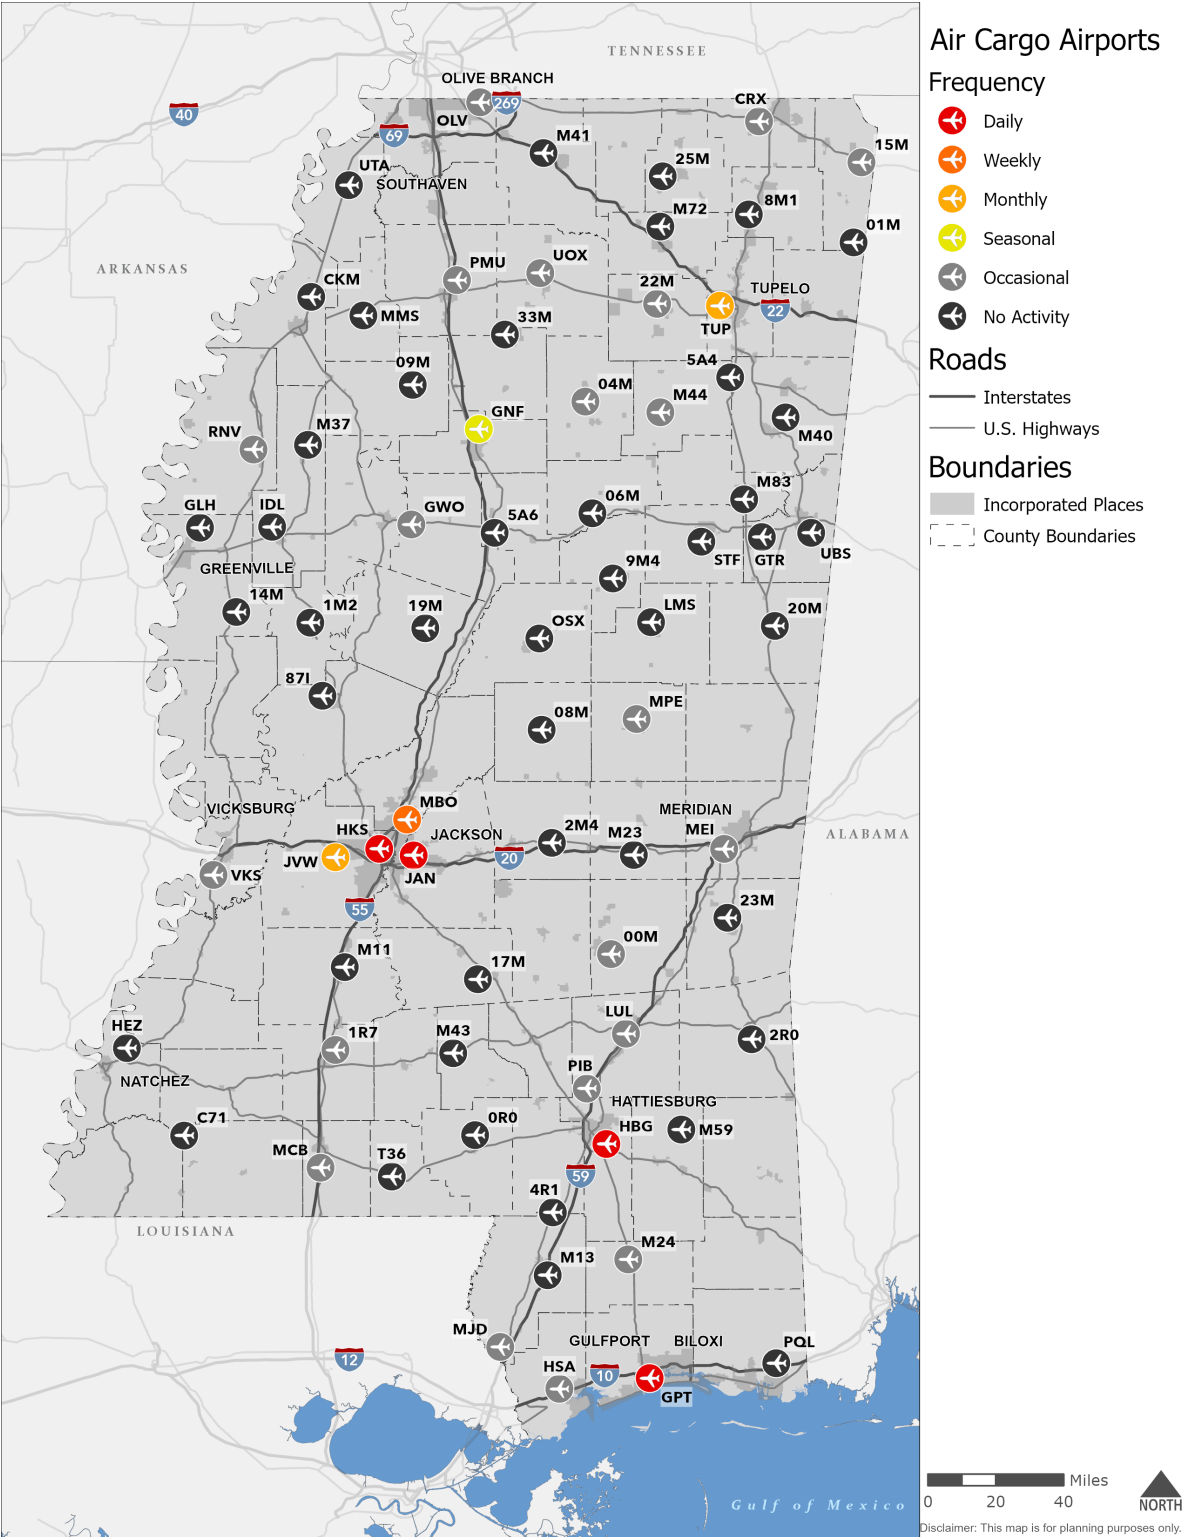 TENNESSEE
OLIVE BRANCH
269
40
OLV
CRX
69
M41
15M
25M
UTA
SOUTHAVEN
M72
8M1
01M
ARKANSAS
PMU
UOX
CKM
22M
TUPELO
MMS
33M
TUP
22
09M
5A4
04M
M44
GNF
RNV
M37
M40
M83
GLH
IDL
GWO
5A6
06M
STF
GTR
UBS
GREENVILLE
9M4
14M
1M2
19M
OSX
LMS
20M
87I
08M
MPE
VICKSBURG
MBO
MERIDIAN
HKS
JACKSON
2M4
M23
MEI
ALABAMA
JVW
20
VKS
JAN
55
23M
00M
M11
17M
HEZ
1R7
M43
LUL
2R0
NATCHEZ
PIB
HATTIESBURG
C71
0R0
HBG
M59
MCB
T36
59
4R1
LOUISIANA
M24
M13
MJD
GULFPORT
BILOXI
PQL
12
HSA
10
GPT
Gulf of Mexico
Air Cargo Airports
Frequency
Daily
Weekly
Monthly
Seasonal
Occasional
No Activity
Roads
Interstates
U.S. Highways
Boundaries
Incorporated Places
County Boundaries
Miles
0 20 40
NORTH
Disclaimer: This map is for planning purposes only.